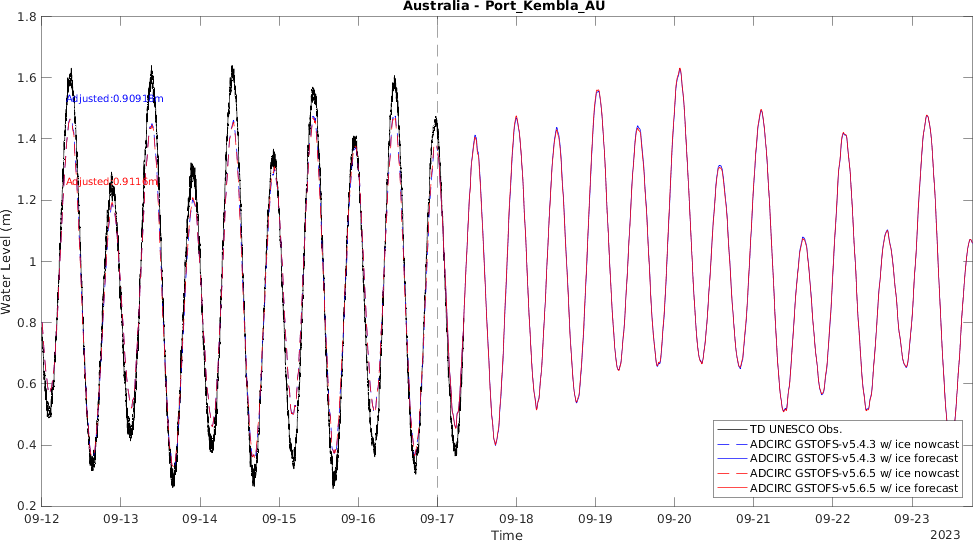 Australia - Port_Kembla_AU
1.8
1.6
1.4
1.2
1
0.8
0.6
0.4
0.2
Water Level (m)
Adjusted:0.90918m
Adjusted:0.9116m
TD UNESCO Obs.
ADCIRC GSTOFS-v5.4.3 w/ ice nowcast
ADCIRC GSTOFS-v5.4.3 w/ ice forecast
ADCIRC GSTOFS-v5.6.5 w/ ice nowcast
ADCIRC GSTOFS-v5.6.5 w/ ice forecast
09-12 09-13 09-14 09-15 09-16 09-17 09-18 09-19 09-20 09-21 09-22 09-23
Time
2023